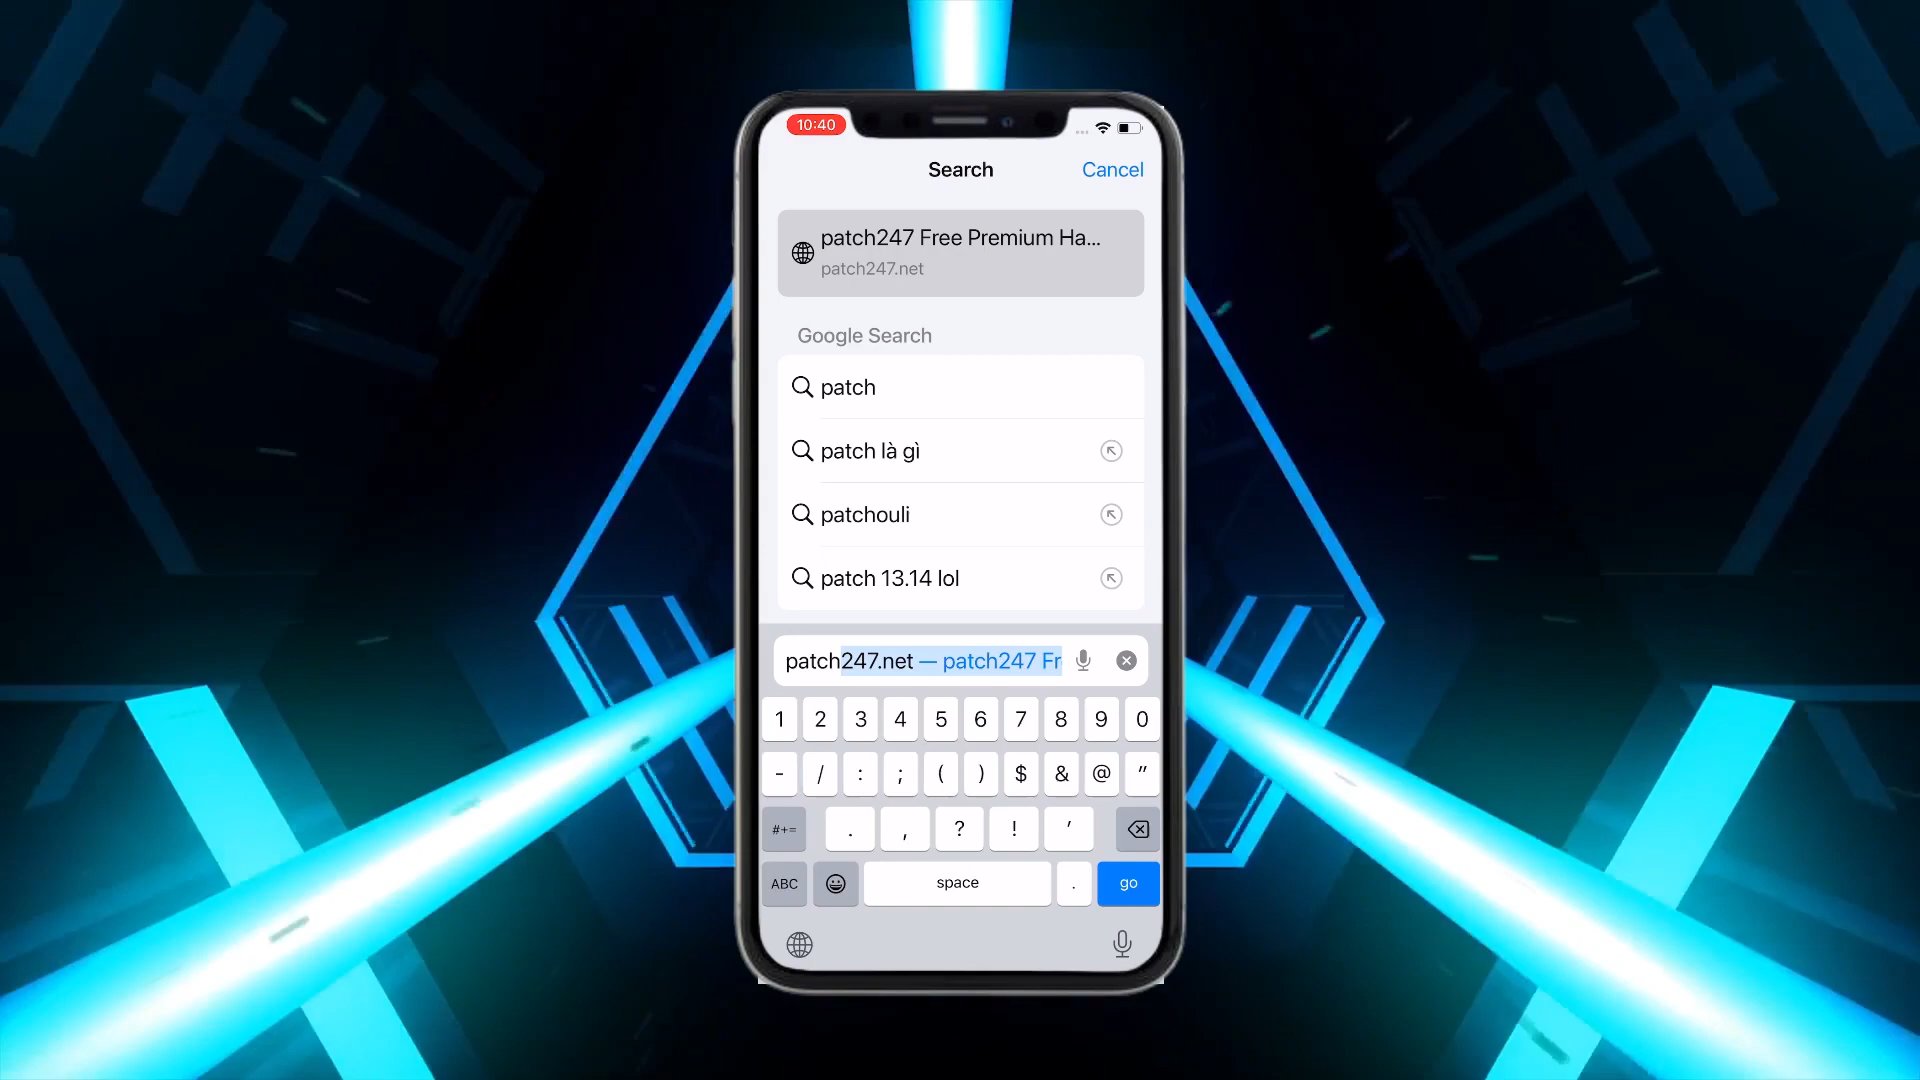 10:40
Search
Cancel
patch247 Free Premium Ha...
patch247.net
Google Search
patch
patch là gì
patchouli
patch 13.14 lol
patch247.net — patch247 Fr
1 2 3 4 5 6 7 8 9 0
- / : ; ( ) $ & @ "
#+= . , ? ! '
ABC space . go